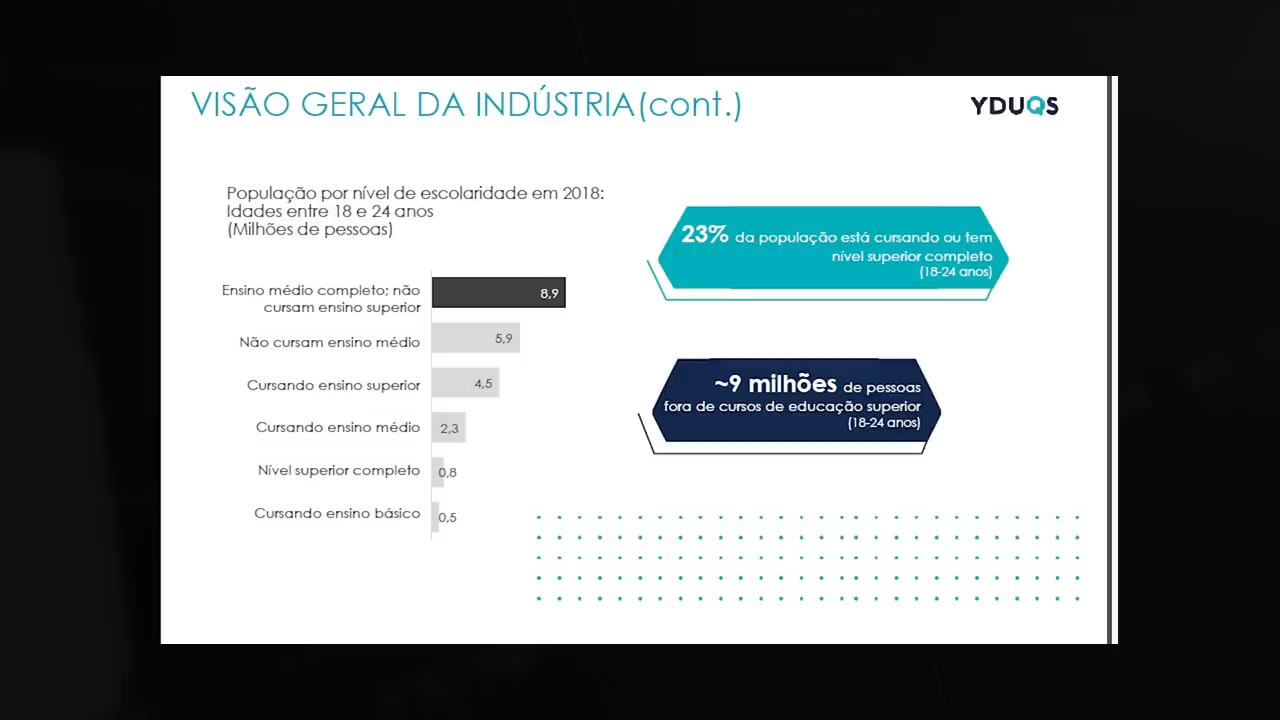 VISÃO GERAL DA INDÚSTRIA(cont.)
YDUQS
População por nível de escolaridade em 2018:
Idades entre 18 e 24 anos
(Milhões de pessoas)
Ensino médio completo; não
cursam ensino superior
8,9
Não cursam ensino médio
5,9
Cursando ensino superior
4,5
Cursando ensino médio
2,3
Nível superior completo
0,8
Cursando ensino básico
0,5
23% da população está cursando ou tem
nível superior completo
(18-24 anos)
~9 milhões de pessoas
fora de cursos de educação superior
(18-24 anos)